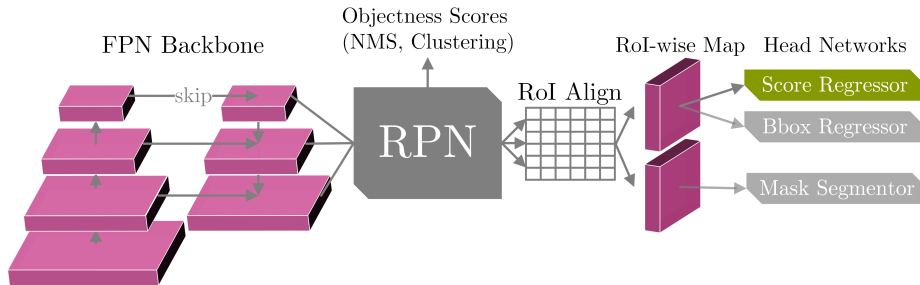 Objectness Scores
(NMS, Clustering)
FPN Backbone
RoI-wise Map
Head Networks
skip
RPN
RoI Align
Score Regressor
Bbox Regressor
Mask Segmentor